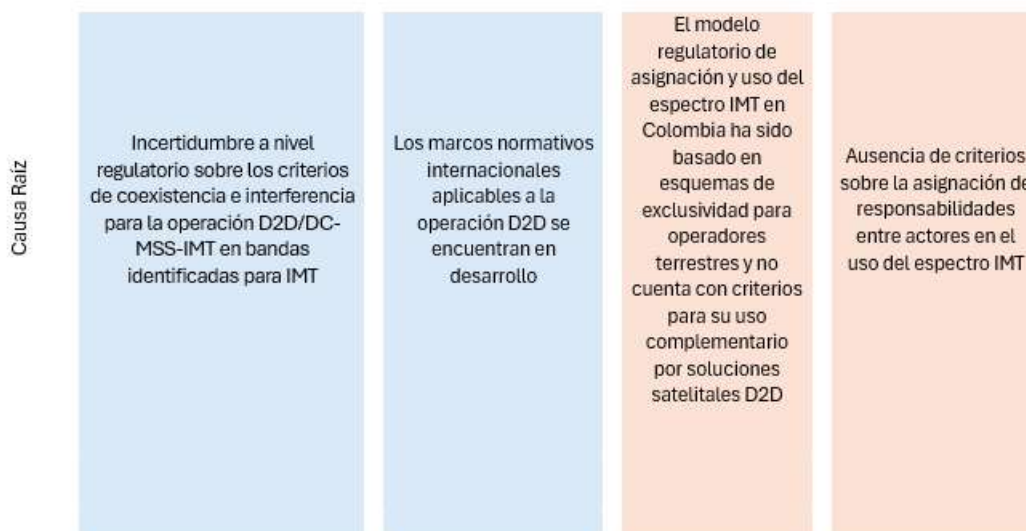 Causa Raíz
Incertidumbre a nivel
regulatorio sobre los criterios
de coexistencia e interferencia
para la operación D2D/DC-
MSS-IMT en bandas
identificadas para IMT
Los marcos normativos
internacionales
aplicables a la
operación D2D se
encuentran en
desarrollo
El modelo
regulatorio de
asignación y uso del
espectro IMT en
Colombia ha sido
basado en
esquemas de
exclusividad para
operadores
terrestres y no
cuenta con criterios
para su uso
complementario
por soluciones
satelitales D2D
Ausencia de criterios
sobre la asignación de
responsabilidades
entre actores en el
uso del espectro IMT